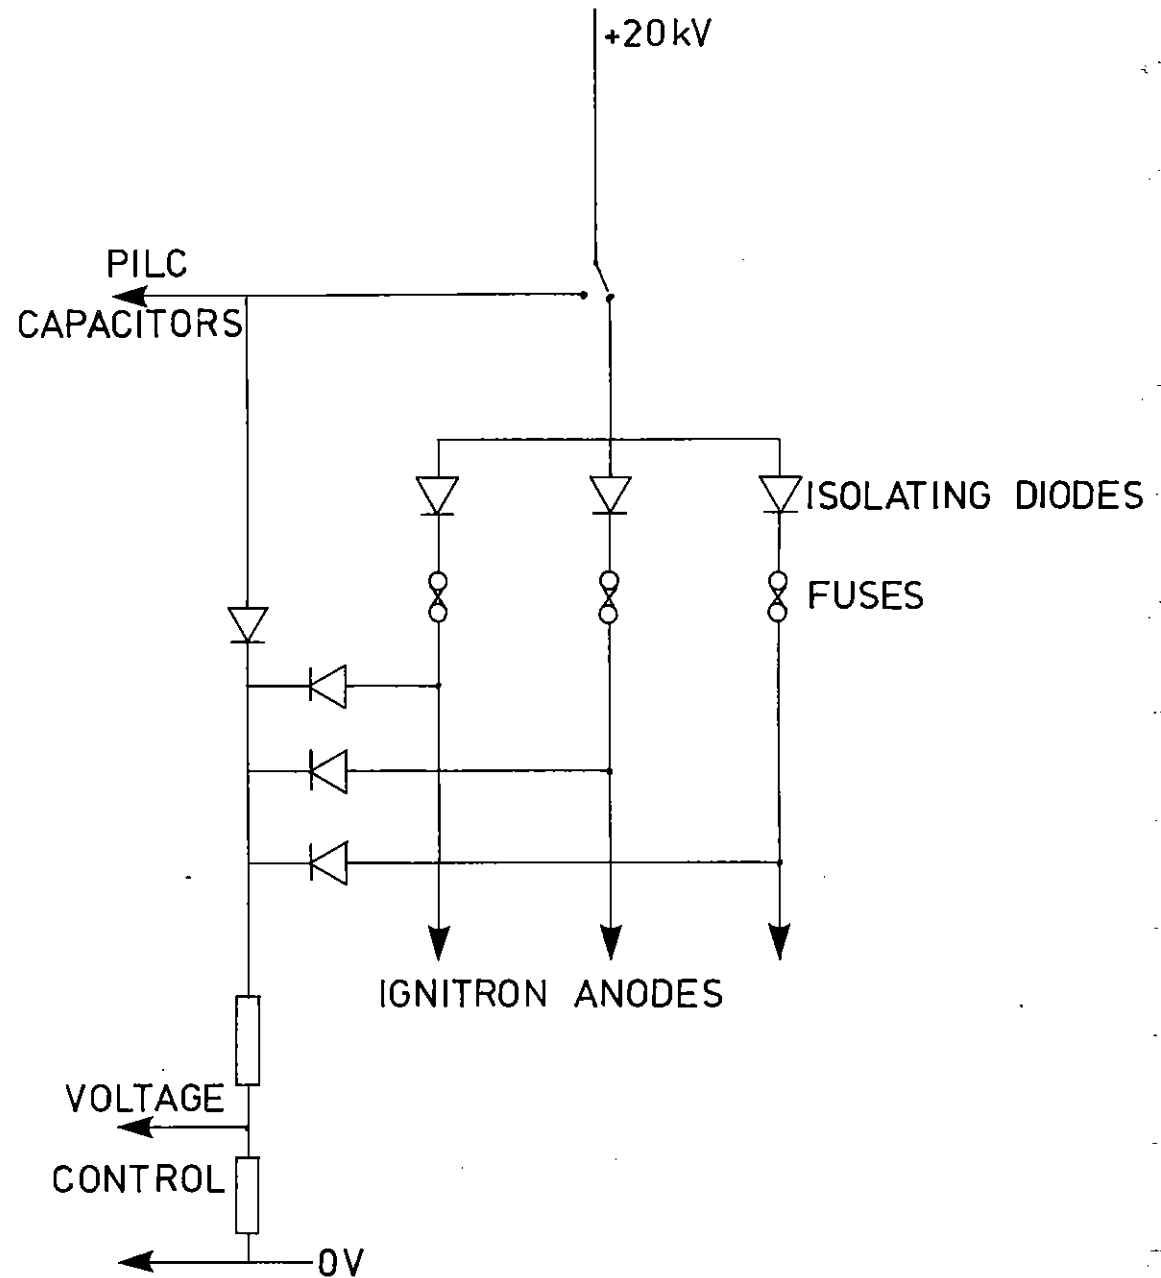 +20kV
PILC
CAPACITORS
ISOLATING DIODES
FUSES
IGNITRON ANODES
VOLTAGE
CONTROL
0V